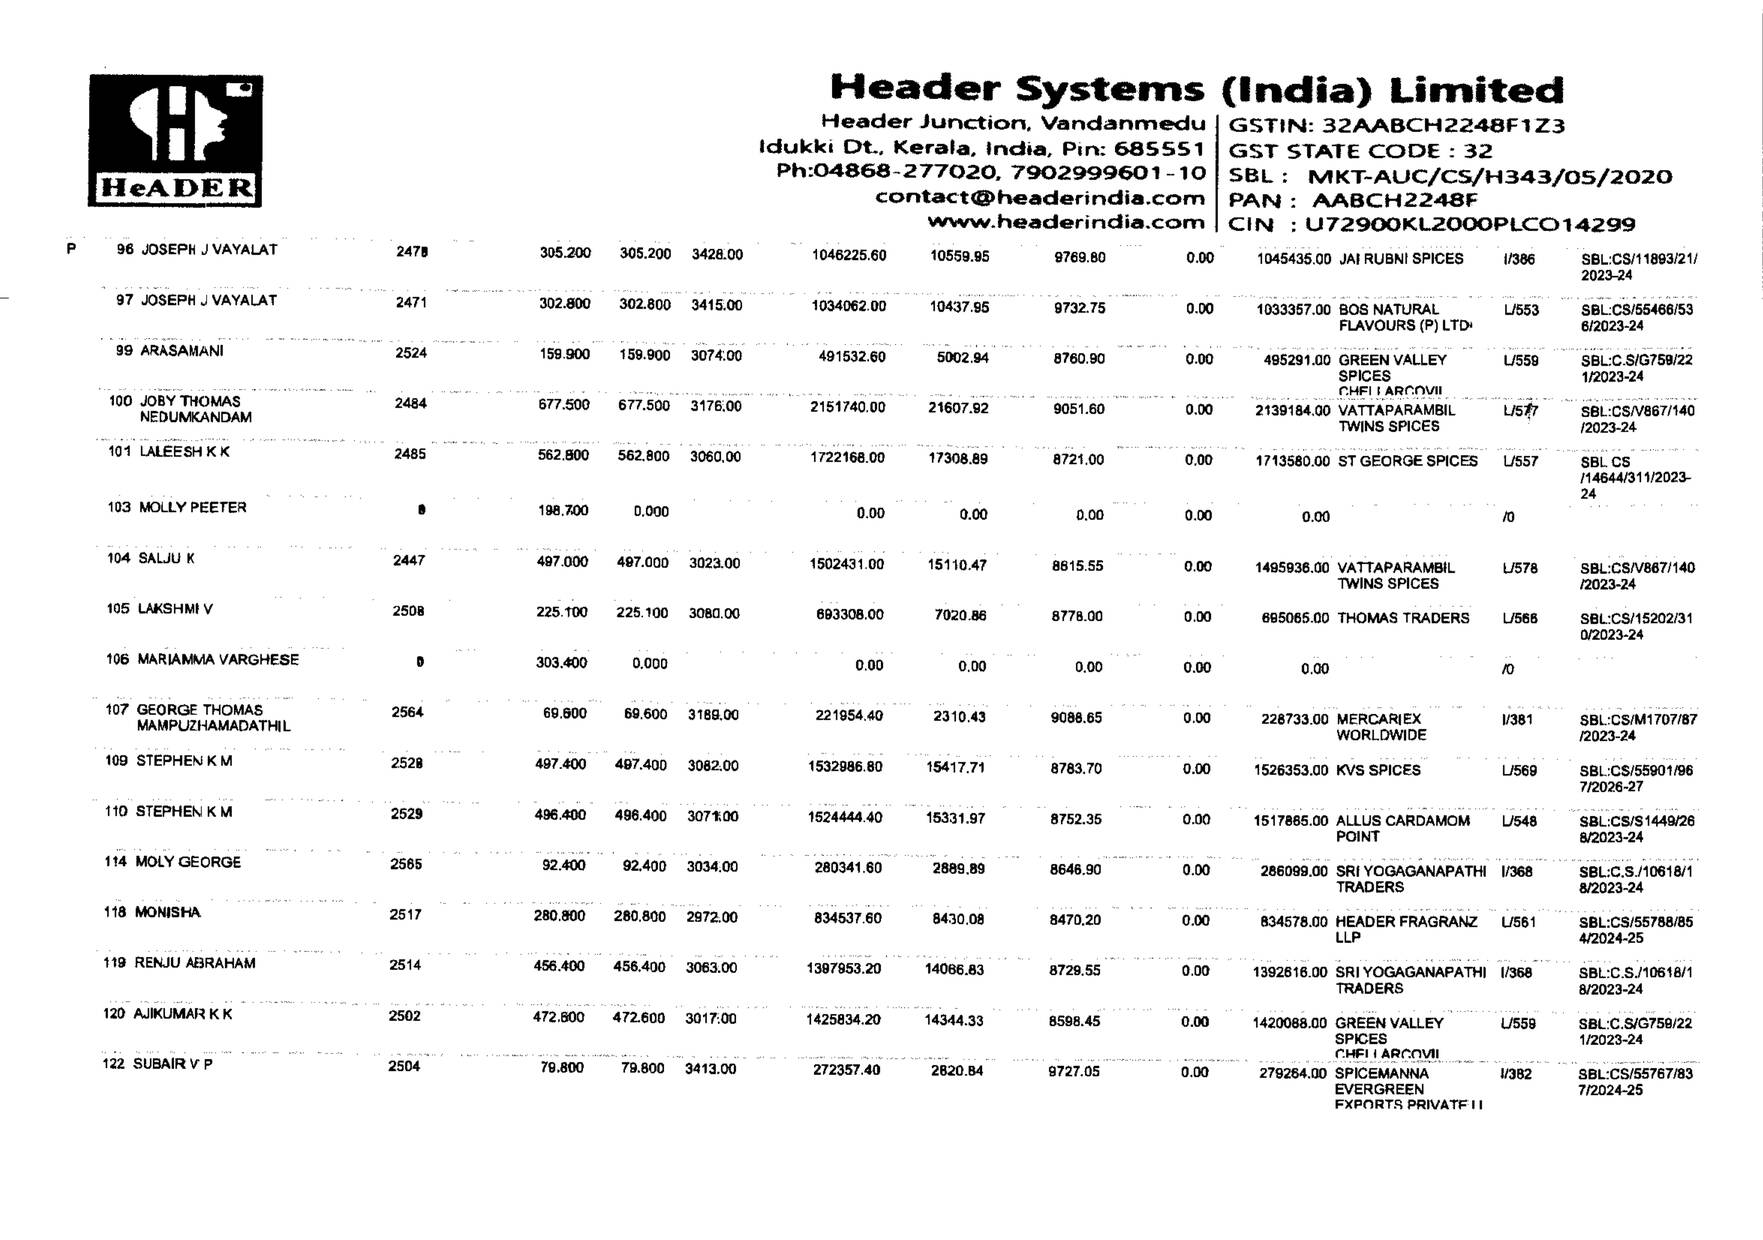 HeADER
Header Systems (India) Limited
Header Junction, Vandanmedu
Idukki Dt., Kerala, India, Pin: 685551
Ph:04868-277020, 7902999601-10
contact@headerindia.com
www.headerindia.com
GSTIN: 32AABCH2248F1Z3
GST STATE CODE : 32
SBL : MKT-AUC/CS/H343/05/2020
PAN : AABCH2248F
CIN : U72900KL2000PLCO14299
P 96 JOSEPH J VAYALAT 2478 305.200 305.200 3428.00 1046225.60 10559.95 9769.80 0.00 1045435.00 JAI RUBNI SPICES I/386 SBL:CS/11893/21/
2023-24
97 JOSEPH J VAYALAT 2471 302.800 302.800 3415.00 1034062.00 10437.95 9732.75 0.00 1033357.00 BOS NATURAL L/553 SBL:CS/55466/53
FLAVOURS (P) LTD 6/2023-24
99 ARASAMANI 2524 159.900 159.900 3074.00 491532.60 5002.94 8760.90 0.00 495291.00 GREEN VALLEY L/559 SBL:C.S/G759/22
SPICES 1/2023-24
CHELLARCOVIL
100 JOBY THOMAS 2484 677.500 677.500 3176.00 2151740.00 21607.92 9051.60 0.00 2139184.00 VATTAPARAMBIL L/577 SBL:CS/V867/140
NEDUMKANDAM TWINS SPICES /2023-24
101 LALEESH K K 2485 562.800 562.800 3060.00 1722168.00 17308.89 8721.00 0.00 1713580.00 ST GEORGE SPICES L/557 SBL CS
/14644/311/2023-
24
103 MOLLY PEETER 0 198.700 0.000 0.00 0.00 0.00 0.00 0.00 /0
104 SALJU K 2447 497.000 497.000 3023.00 1502431.00 15110.47 8615.55 0.00 1495936.00 VATTAPARAMBIL L/578 SBL:CS/V867/140
TWINS SPICES /2023-24
105 LAKSHMI V 2508 225.100 225.100 3080.00 693308.00 7020.86 8778.00 0.00 695065.00 THOMAS TRADERS L/566 SBL:CS/15202/31
0/2023-24
106 MARIAMMA VARGHESE 0 303.400 0.000 0.00 0.00 0.00 0.00 0.00 /0
107 GEORGE THOMAS 2564 69.600 69.600 3189.00 221954.40 2310.43 9088.65 0.00 228733.00 MERCARIEX I/381 SBL:CS/M1707/87
MAMPUZHAMADATHIL WORLDWIDE /2023-24
109 STEPHEN K M 2528 497.400 497.400 3082.00 1532986.80 15417.71 8783.70 0.00 1526353.00 KVS SPICES L/569 SBL:CS/55901/96
7/2026-27
110 STEPHEN K M 2529 496.400 496.400 3071.00 1524444.40 15331.97 8752.35 0.00 1517865.00 ALLUS CARDAMOM L/548 SBL:CS/S1449/26
POINT 8/2023-24
114 MOLY GEORGE 2565 92.400 92.400 3034.00 280341.60 2889.89 8646.90 0.00 286099.00 SRI YOGAGANAPATHI I/368 SBL:C.S./10618/1
TRADERS 8/2023-24
118 MONISHA 2517 280.800 280.800 2972.00 834537.60 8430.08 8470.20 0.00 834578.00 HEADER FRAGRANZ L/561 SBL:CS/55788/85
LLP 4/2024-25
119 RENJU ABRAHAM 2514 456.400 456.400 3063.00 1397953.20 14066.83 8729.55 0.00 1392616.00 SRI YOGAGANAPATHI I/368 SBL:C.S./10618/1
TRADERS 8/2023-24
120 AJIKUMAR K K 2502 472.600 472.600 3017.00 1425834.20 14344.33 8598.45 0.00 1420088.00 GREEN VALLEY L/559 SBL:C.S/G759/22
SPICES 1/2023-24
CHELLARCOVIL
122 SUBAIR V P 2504 79.800 79.800 3413.00 272357.40 2820.84 9727.05 0.00 279264.00 SPICEMANNA I/382 SBL:CS/55767/83
EVERGREEN 7/2024-25
EXPORTS PRIVATE LI